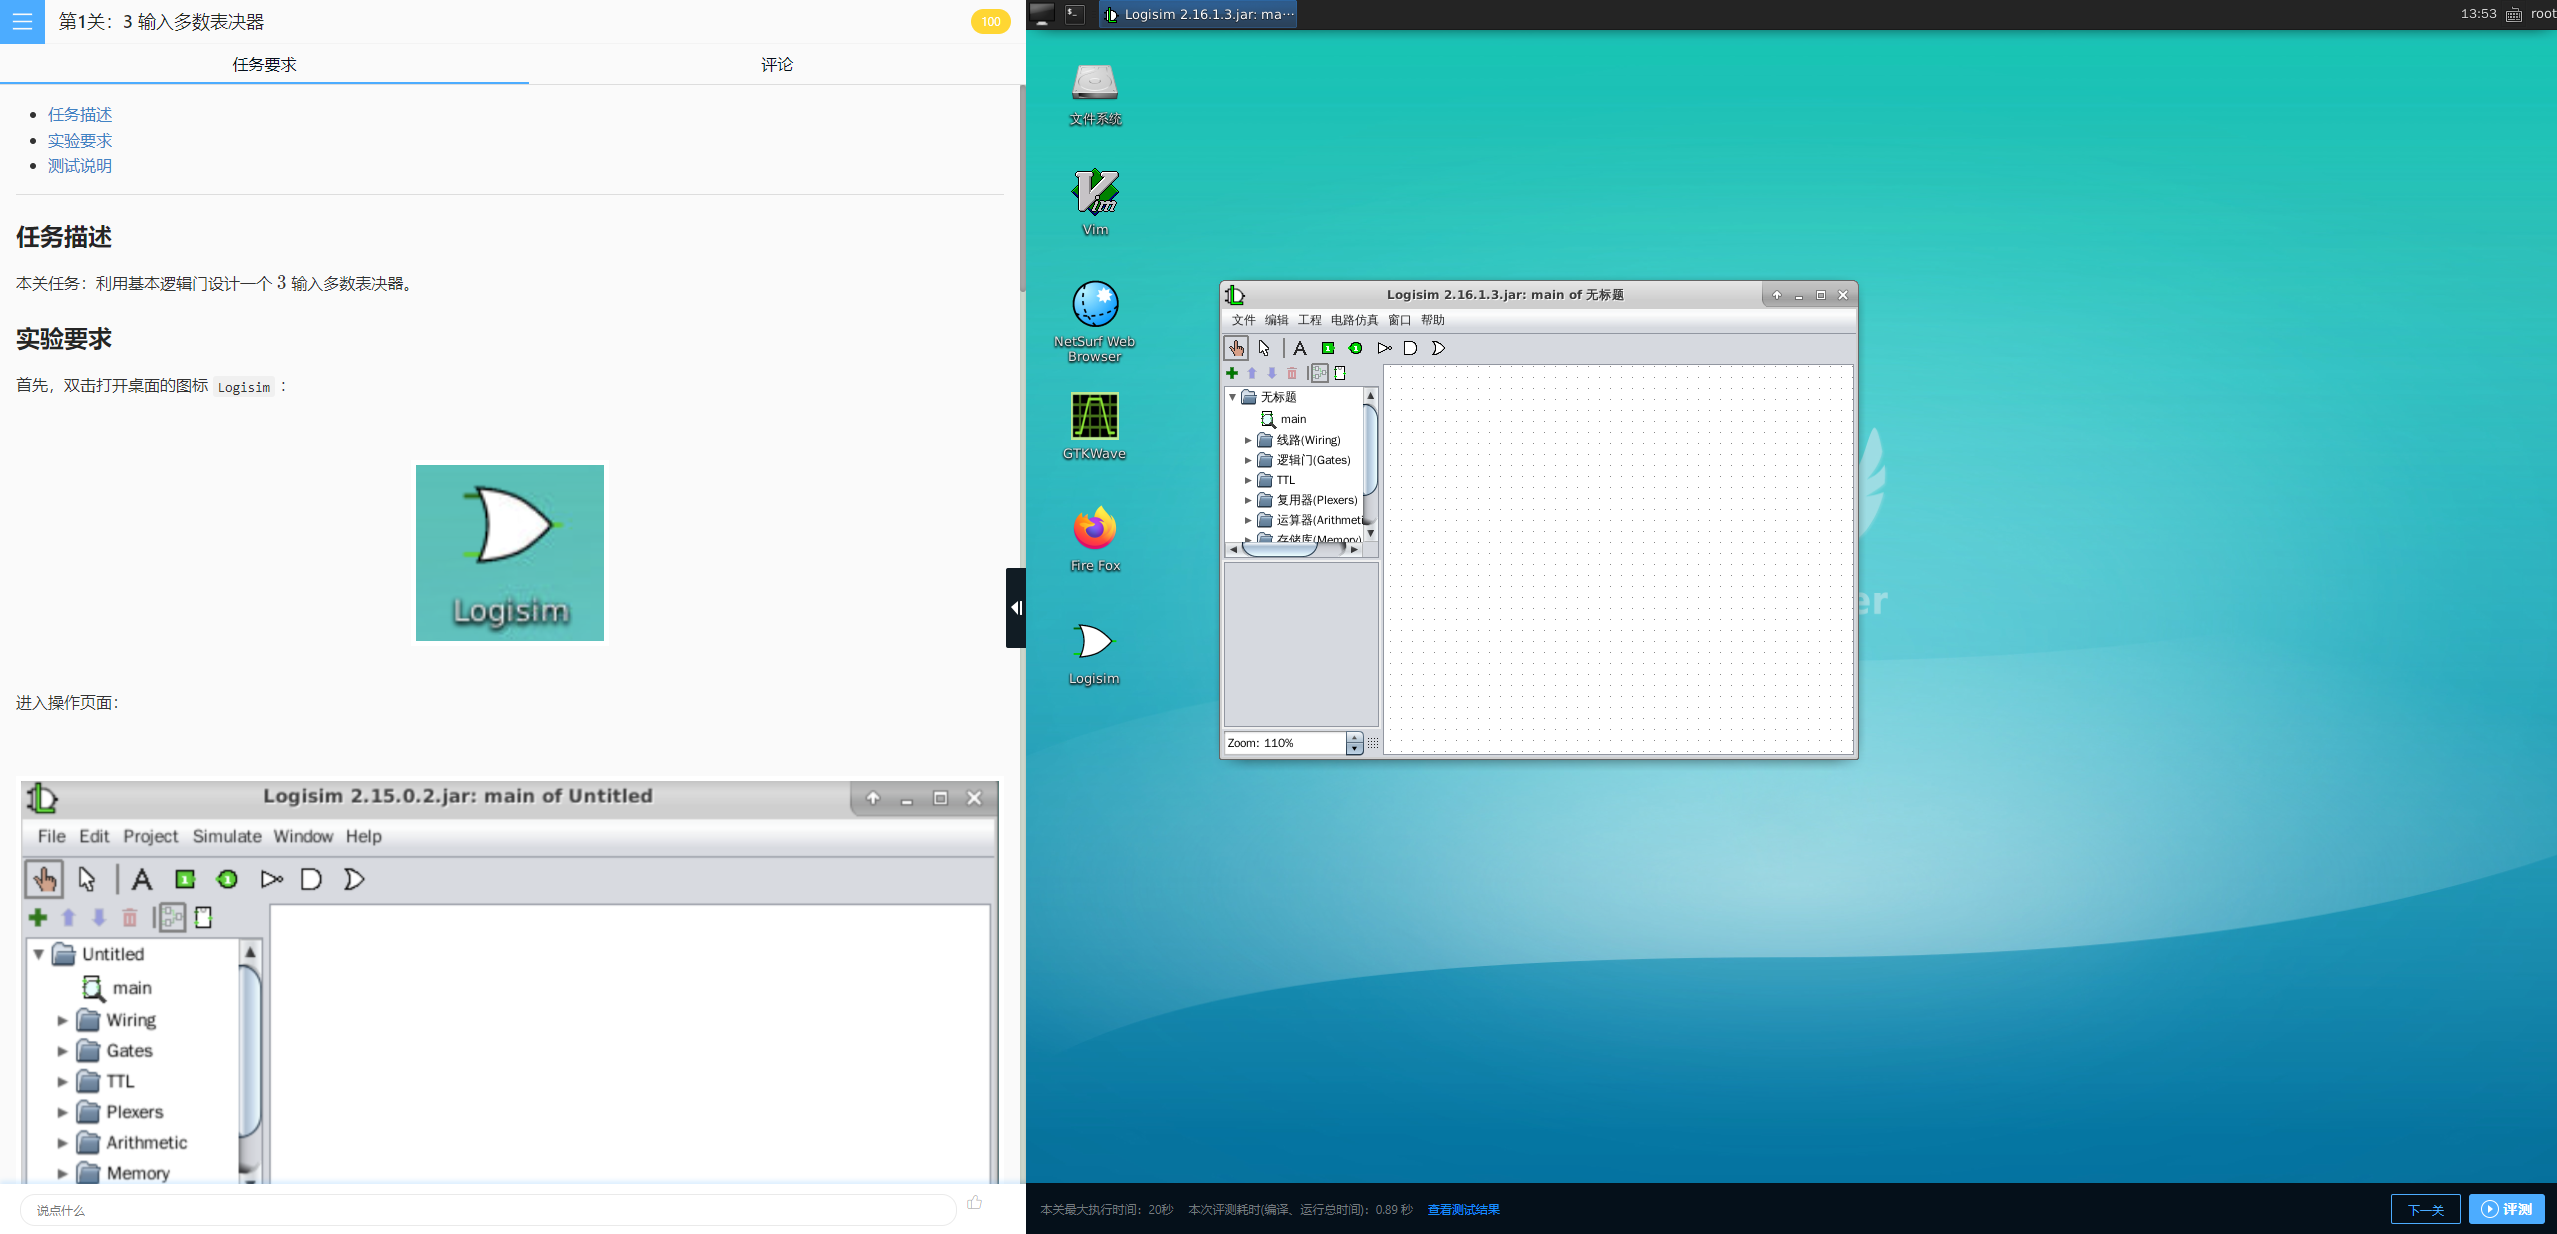 第1关：3 输入多数表决器
100
任务要求
评论
任务描述
实验要求
测试说明
任务描述
本关任务：利用基本逻辑门设计一个 3 输入多数表决器。
实验要求
首先，双击打开桌面的图标 Logisim ：
Logisim
进入操作页面：
Logisim 2.15.0.2.jar: main of Untitled
File Edit Project Simulate Window Help
Untitled
main
Wiring
Gates
TTL
Plexers
Arithmetic
Memory
说点什么
Logisim 2.16.1.3.jar: ma···
13:53
root
文件系统
Vim
NetSurf Web
Browser
GTKWave
Fire Fox
Logisim
Logisim 2.16.1.3.jar: main of 无标题
文件 编辑 工程 电路仿真 窗口 帮助
无标题
main
线路(Wiring)
逻辑门(Gates)
TTL
复用器(Plexers)
运算器(Arithmeti
存储库(Memory)
Zoom: 110%
er
本关最大执行时间：20秒 本次评测耗时(编译、运行总时间)：0.89 秒 查看测试结果
下一关
评测